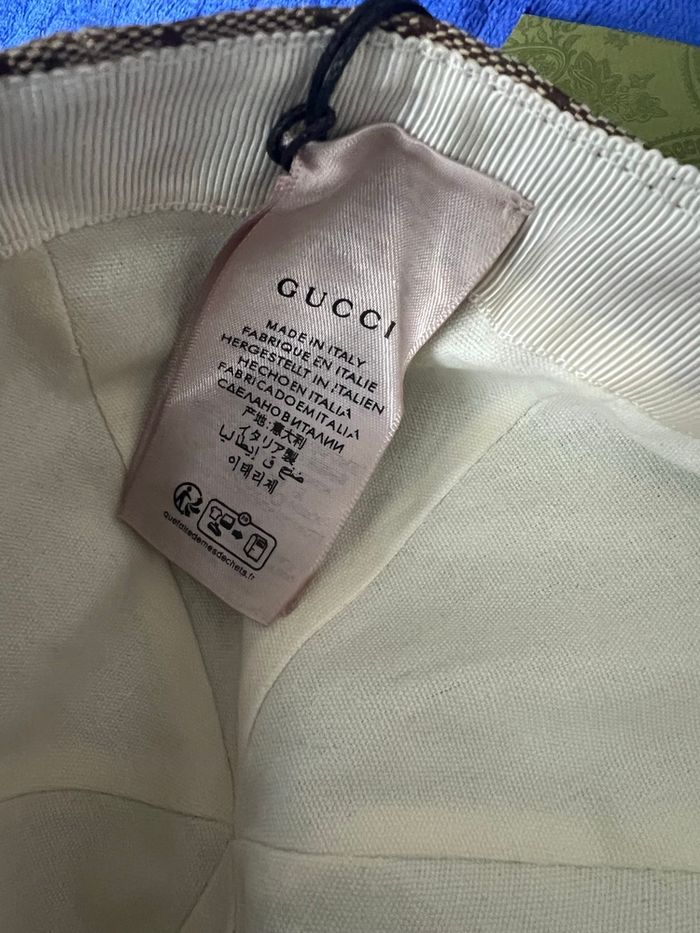 GUCCI
MADE IN ITALY
FABRIQUE EN ITALIE
HERGESTELLT IN ITALIEN
HECHO EN ITALIA
FABRICADO EM ITALIA
СДЕЛАНО В ИТАЛИИ
产地:意大利
イタリア製
صنع في إيطاليا
이태리제
quefairedemesdechets.fr